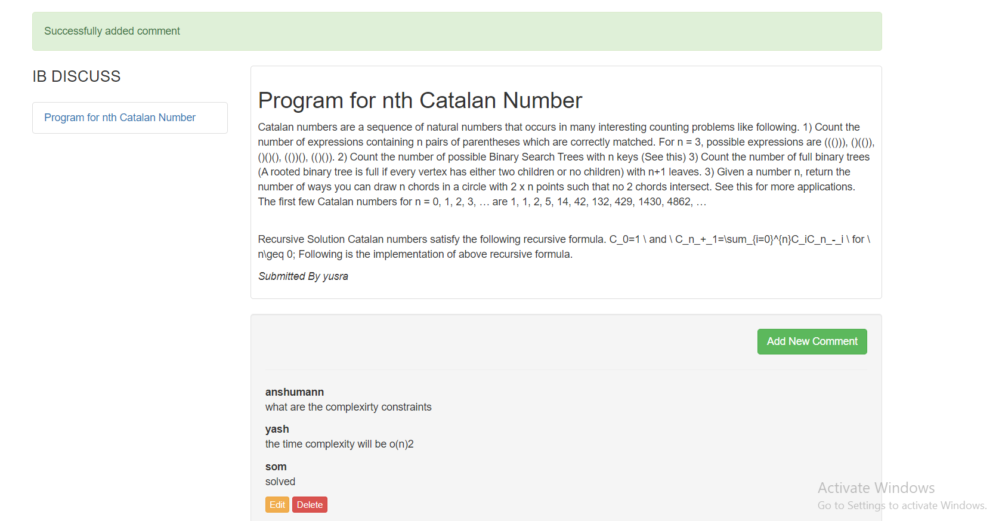 Successfully added comment
IB DISCUSS
Program for nth Catalan Number
Program for nth Catalan Number
Catalan numbers are a sequence of natural numbers that occurs in many interesting counting problems like following. 1) Count the
number of expressions containing n pairs of parentheses which are correctly matched. For n = 3, possible expressions are ((())), ()(()),
()()(), (())(), (()()). 2) Count the number of possible Binary Search Trees with n keys (See this) 3) Count the number of full binary trees
(A rooted binary tree is full if every vertex has either two children or no children) with n+1 leaves. 3) Given a number n, return the
number of ways you can draw n chords in a circle with 2 x n points such that no 2 chords intersect. See this for more applications.
The first few Catalan numbers for n = 0, 1, 2, 3, … are 1, 1, 2, 5, 14, 42, 132, 429, 1430, 4862, …
Recursive Solution Catalan numbers satisfy the following recursive formula. C_0=1 \ and \ C_n_+_1=\sum_{i=0}^{n}C_iC_n_-_i \ for \
n\geq 0; Following is the implementation of above recursive formula.
Submitted By yusra
Add New Comment
anshumann
what are the complexirty constraints
yash
the time complexity will be o(n)2
som
solved
Edit Delete
Activate Windows
Go to Settings to activate Windows.